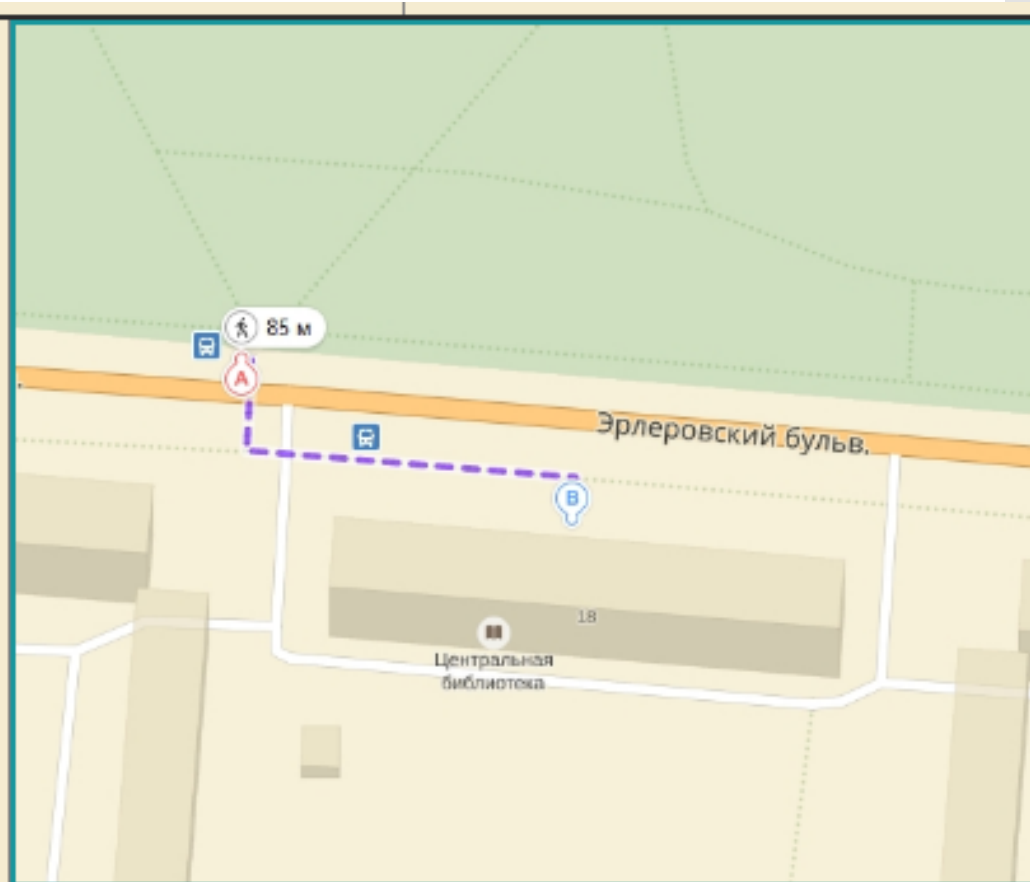 85 м
А
Эрлеровский бульв.
В
18
Центральная
библиотека